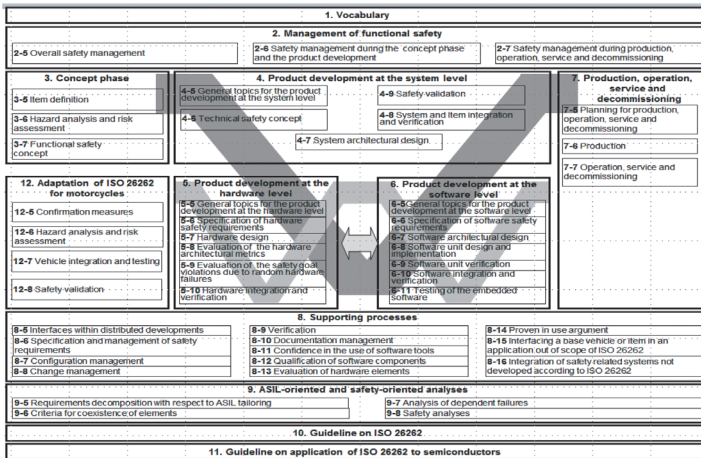 1. Vocabulary
2. Management of functional safety
2-5 Overall safety management
2-6 Safety management during the concept phase
and the product development
2-7 Safety management during production,
operation, service and decommissioning
3. Concept phase
3-5 Item definition
3-6 Hazard analysis and risk
assessment
3-7 Functional safety
concept
4. Product development at the system level
4-5 General topics for the product
development at the system level
4-6 Technical safety concept
4-9 Safety validation
4-8 System and Item integration
and verification
4-7 System architectural design
7. Production, operation,
service and
decommissioning
7-5 Planning for production,
operation, service and
decommissioning
7-6 Production
7-7 Operation, service and
decommissioning
12. Adaptation of ISO 26262
for motorcycles
12-5 Confirmation measures
12-6 Hazard analysis and risk
assessment
12-7 Vehicle integration and testing
12-8 Safety validation
5. Product development at the
hardware level
5-5 General topics for the product
development at the hardware level
5-6 Specification of hardware
safety requirements
5-7 Hardware design
5-8 Evaluation of the hardware
architectural metrics
5-9 Evaluation of the safety goal
violations due to random hardware
failures
5-10 Hardware integration and
verification
6. Product development at the
software level
6-5 General topics for the product
development at the software level
6-6 Specification of software safety
requirements
6-7 Software architectural design
6-8 Software unit design and
implementation
6-9 Software unit verification
6-10 Software integration and
verification
6-11 Testing of the embedded
software
8. Supporting processes
8-5 Interfaces within distributed developments
8-6 Specification and management of safety
requirements
8-7 Configuration management
8-8 Change management
8-9 Verification
8-10 Documentation management
8-11 Confidence in the use of software tools
8-12 Qualification of software components
8-13 Evaluation of hardware elements
8-14 Proven in use argument
8-15 Interfacing a base vehicle or item in an
application out of scope of ISO 26262
8-16 Integration of safety related systems not
developed according to ISO 26262
9. ASIL-oriented and safety-oriented analyses
9-5 Requirements decomposition with respect to ASIL tailoring
9-6 Criteria for coexistence of elements
9-7 Analysis of dependent failures
9-8 Safety analyses
10. Guideline on ISO 26262
11. Guideline on application of ISO 26262 to semiconductors